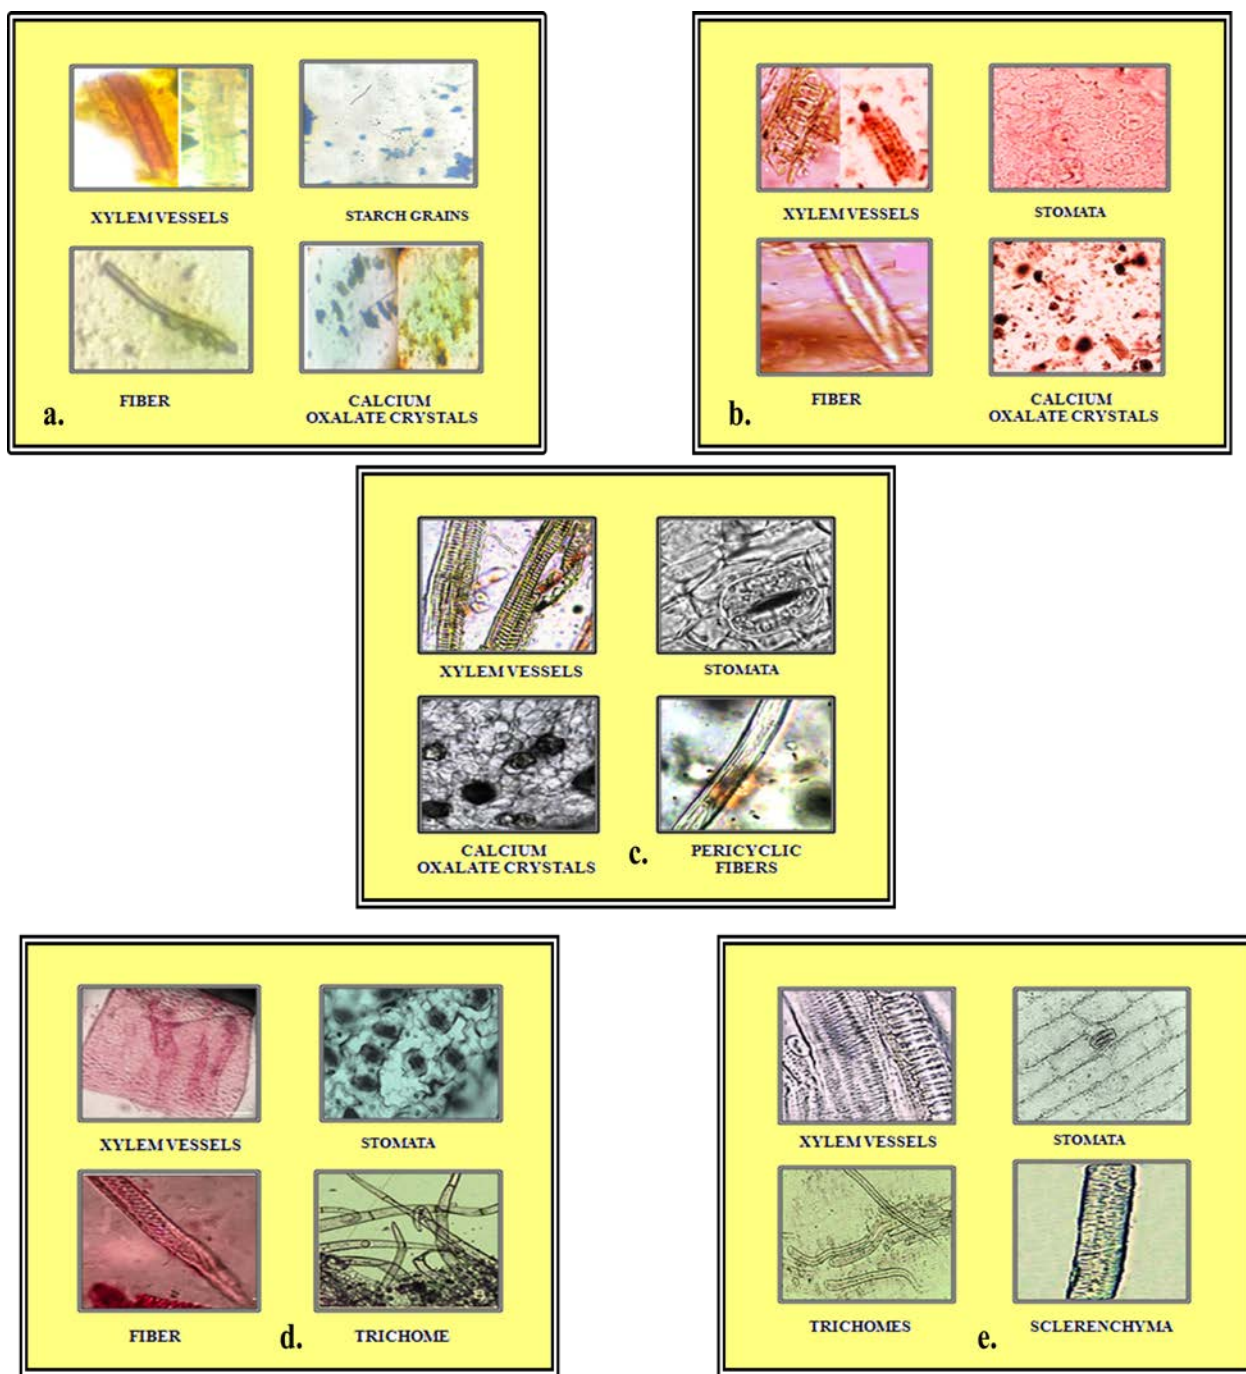 XYLEM VESSELS
STARCH GRAINS
FIBER
CALCIUM
OXALATE CRYSTALS
a.
XYLEM VESSELS
STOMATA
FIBER
CALCIUM
OXALATE CRYSTALS
b.
XYLEM VESSELS
STOMATA
CALCIUM
OXALATE CRYSTALS
c.
PERICYCLIC
FIBERS
XYLEM VESSELS
STOMATA
FIBER
d.
TRICHOME
XYLEM VESSELS
STOMATA
TRICHOMES
e.
SCLERENCHYMA